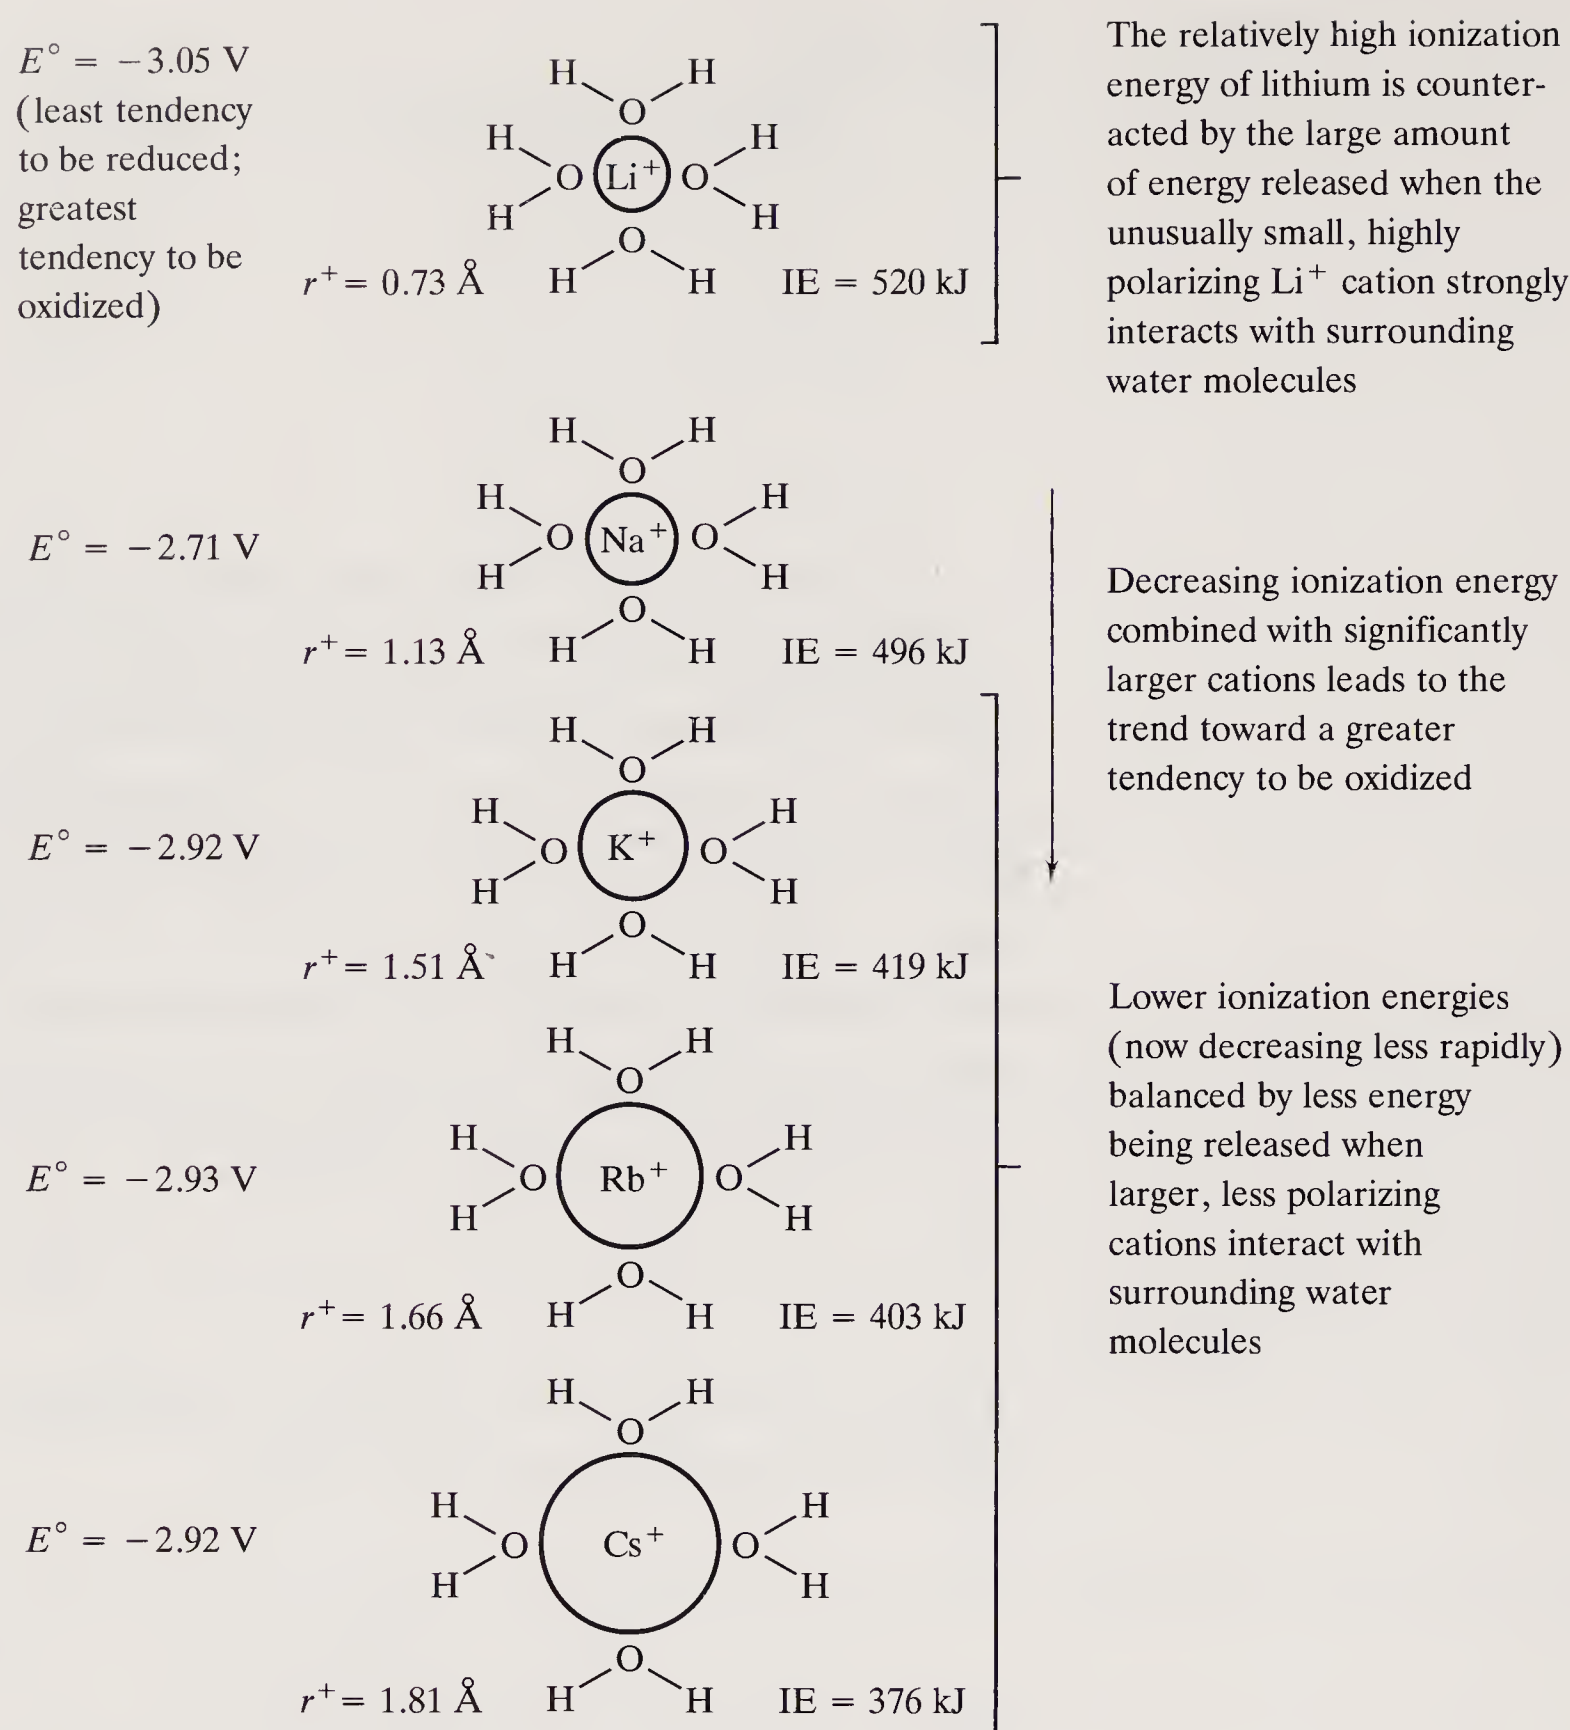 E° = −3.05 V
(least tendency
to be reduced;
greatest
tendency to be
oxidized)
H H
O
H H
O Li⁺ O
H H
O
r⁺ = 0.73 Å H H IE = 520 kJ
The relatively high ionization
energy of lithium is counter-
acted by the large amount
of energy released when the
unusually small, highly
polarizing Li⁺ cation strongly
interacts with surrounding
water molecules
H H
O
H H
E° = −2.71 V O Na⁺ O
H H
O
r⁺ = 1.13 Å H H IE = 496 kJ
Decreasing ionization energy
combined with significantly
larger cations leads to the
trend toward a greater
tendency to be oxidized
H H
O
H H
E° = −2.92 V O K⁺ O
H H
O
r⁺ = 1.51 Å H H IE = 419 kJ
H H
O
H H
E° = −2.93 V O Rb⁺ O
H H
O
r⁺ = 1.66 Å H H IE = 403 kJ
Lower ionization energies
(now decreasing less rapidly)
balanced by less energy
being released when
larger, less polarizing
cations interact with
surrounding water
molecules
H H
O
H H
E° = −2.92 V O Cs⁺ O
H H
O
r⁺ = 1.81 Å H H IE = 376 kJ